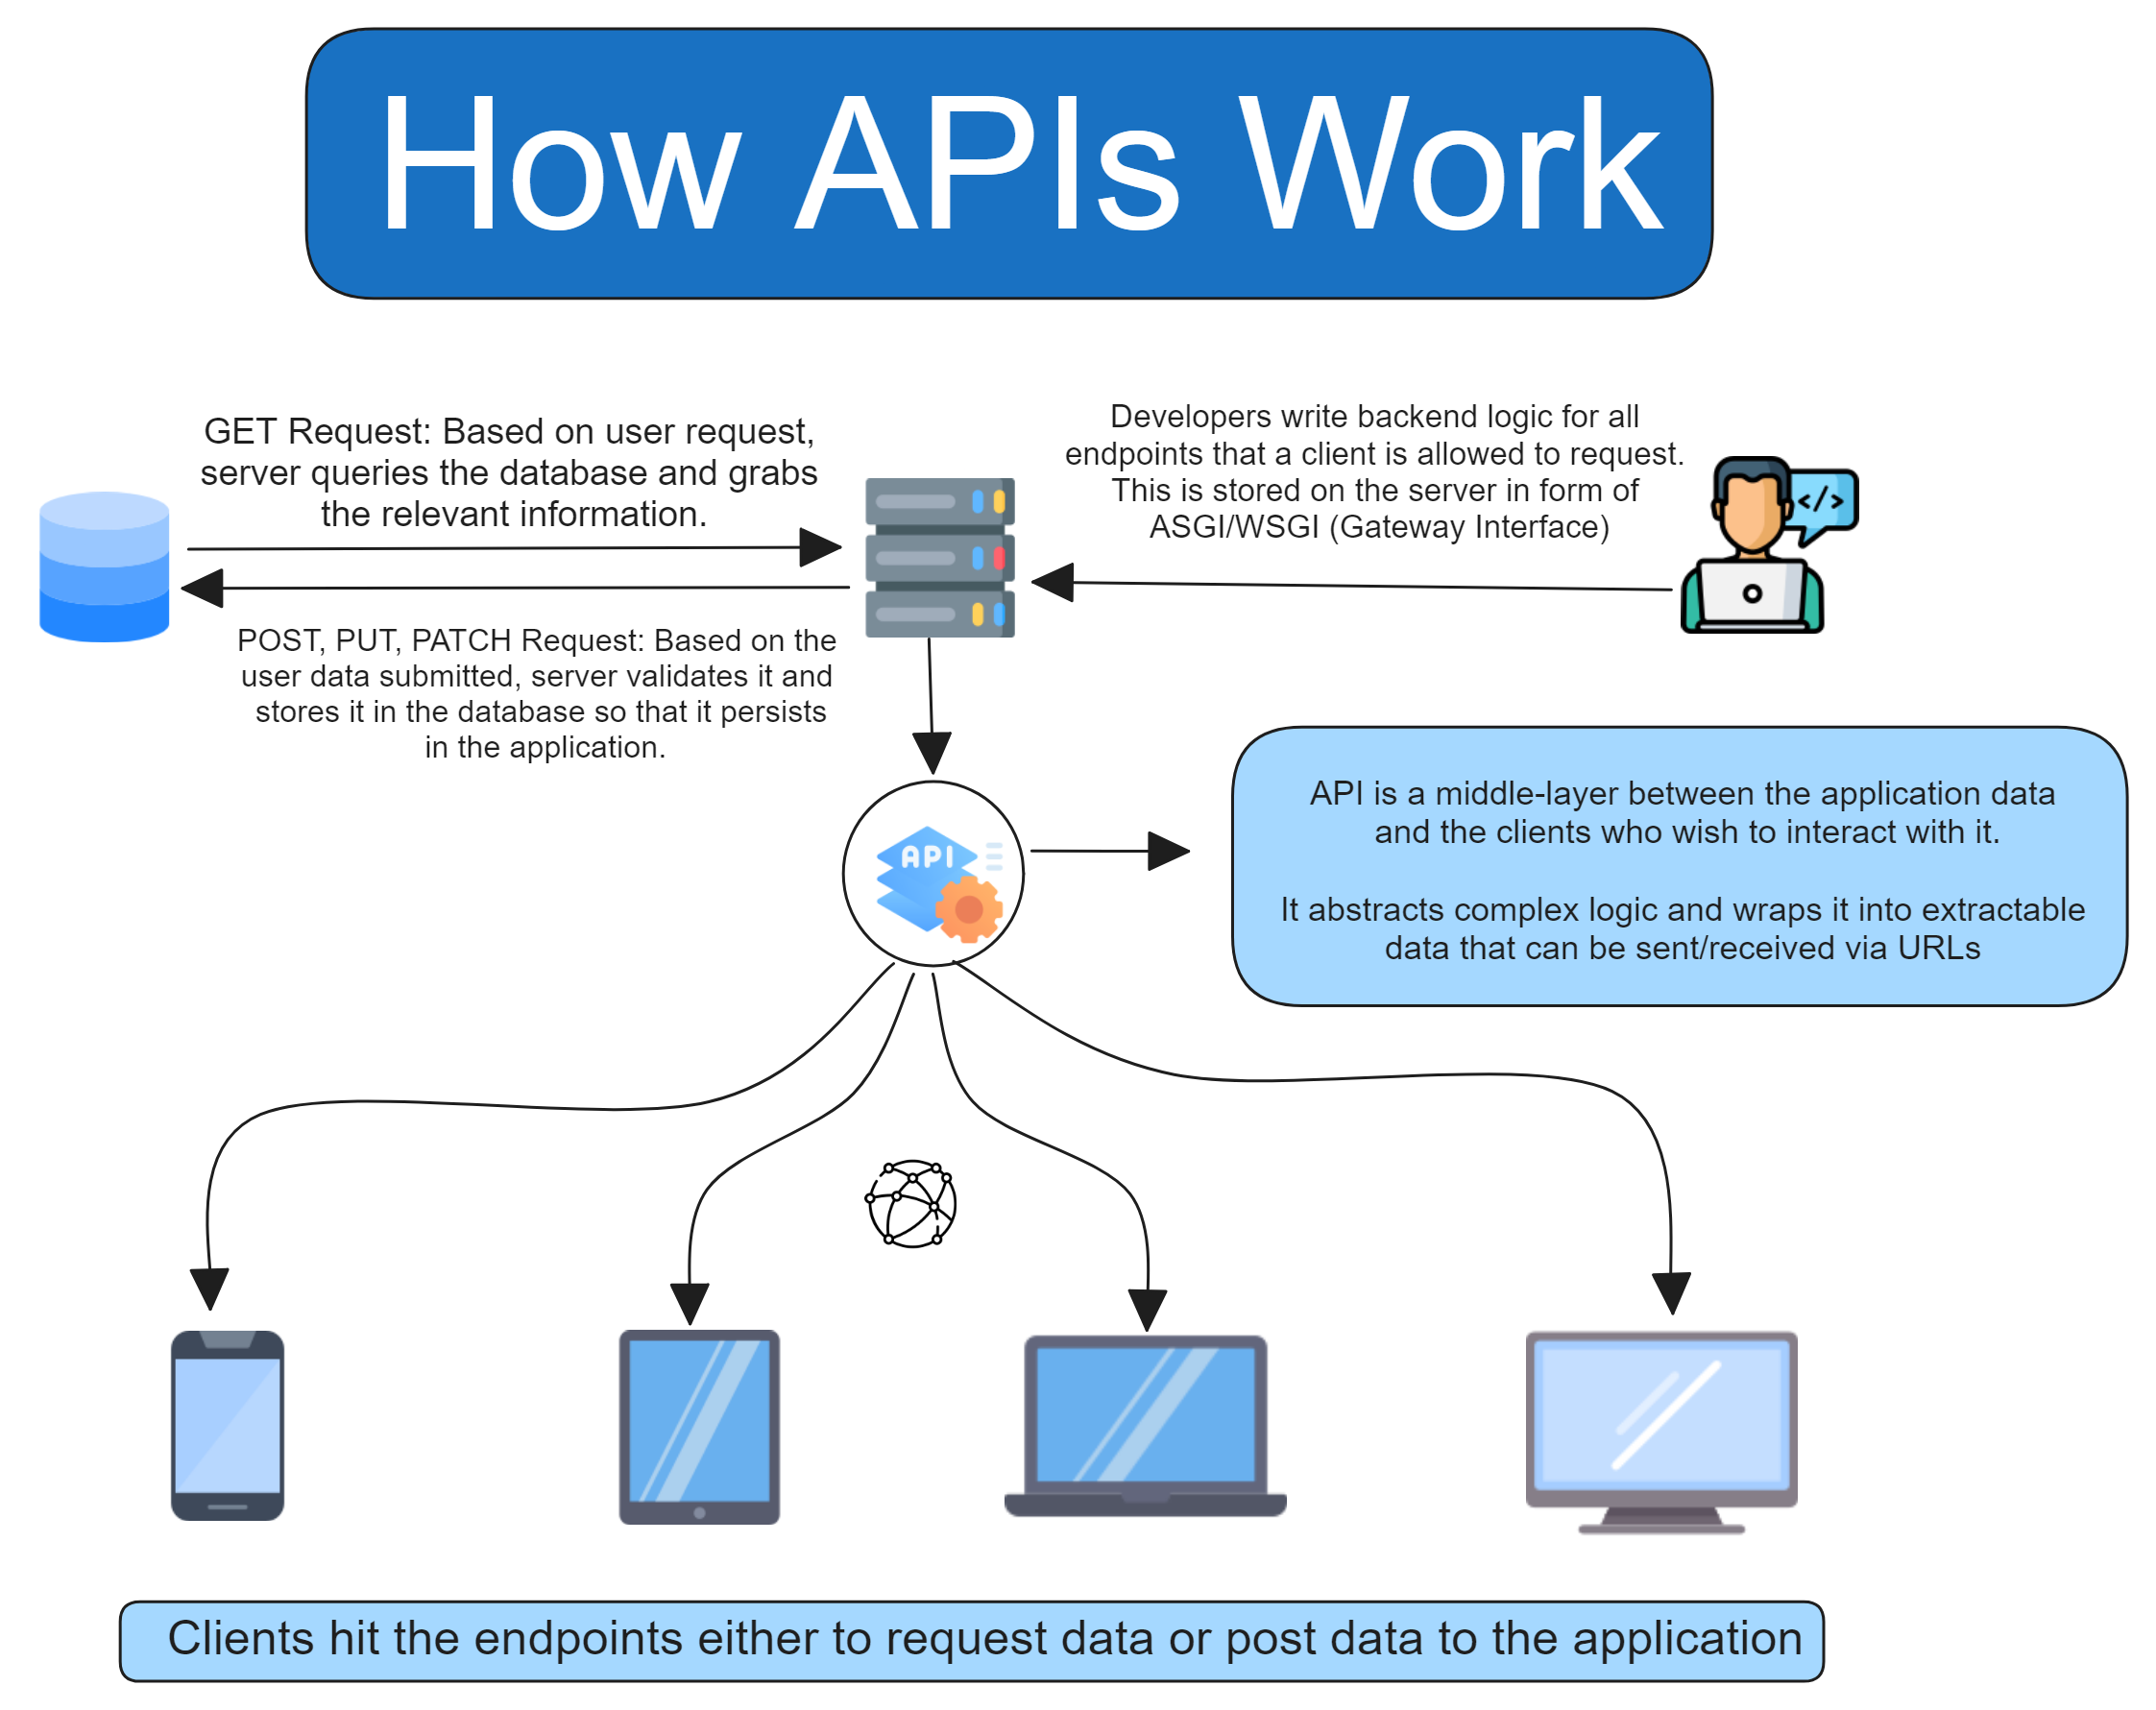 How APIs Work
GET Request: Based on user request,
server queries the database and grabs
the relevant information.
Developers write backend logic for all
endpoints that a client is allowed to request.
This is stored on the server in form of
ASGI/WSGI (Gateway Interface)
</>
POST, PUT, PATCH Request: Based on the
user data submitted, server validates it and
stores it in the database so that it persists
in the application.
API
API is a middle-layer between the application data
and the clients who wish to interact with it.
It abstracts complex logic and wraps it into extractable
data that can be sent/received via URLs
Clients hit the endpoints either to request data or post data to the application